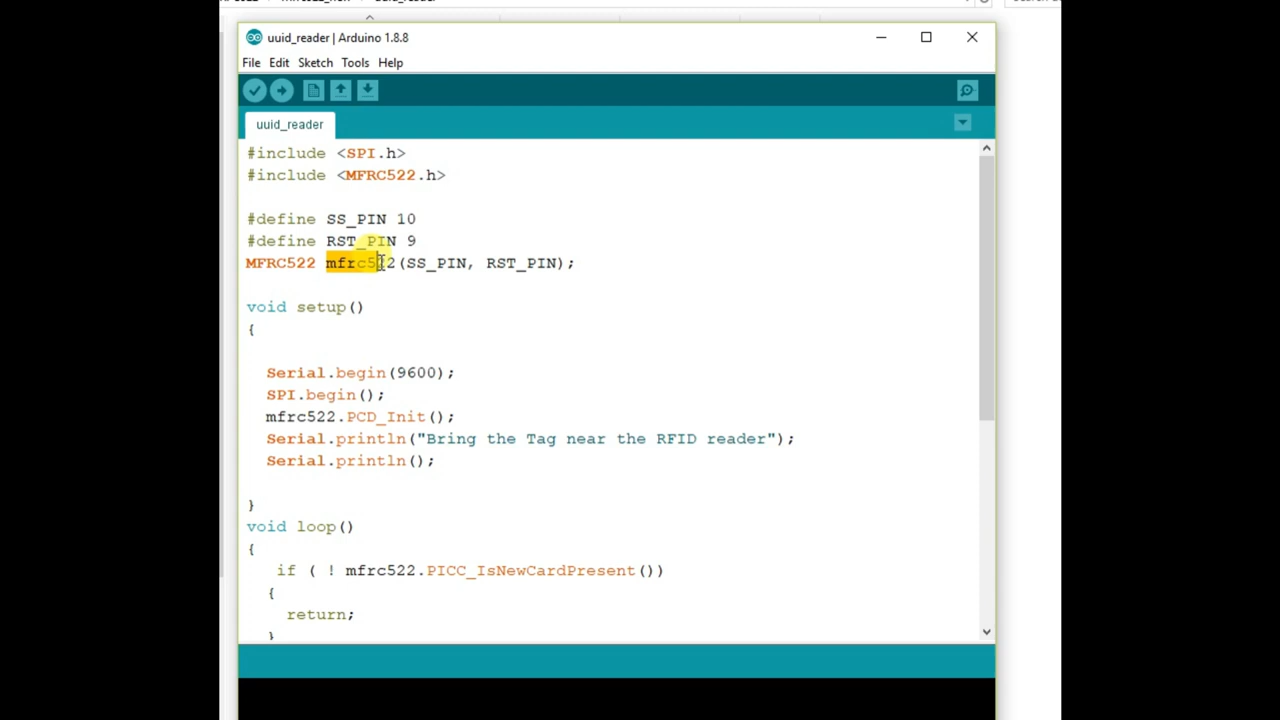 uuid_reader | Arduino 1.8.8
File Edit Sketch Tools Help
uuid_reader
#include <SPI.h>
#include <MFRC522.h>
#define SS_PIN 10
#define RST_PIN 9
MFRC522 mfrc522(SS_PIN, RST_PIN);
void setup()
{
Serial.begin(9600);
SPI.begin();
mfrc522.PCD_Init();
Serial.println("Bring the Tag near the RFID reader");
Serial.println();
}
void loop()
{
if ( ! mfrc522.PICC_IsNewCardPresent())
{
return;
}